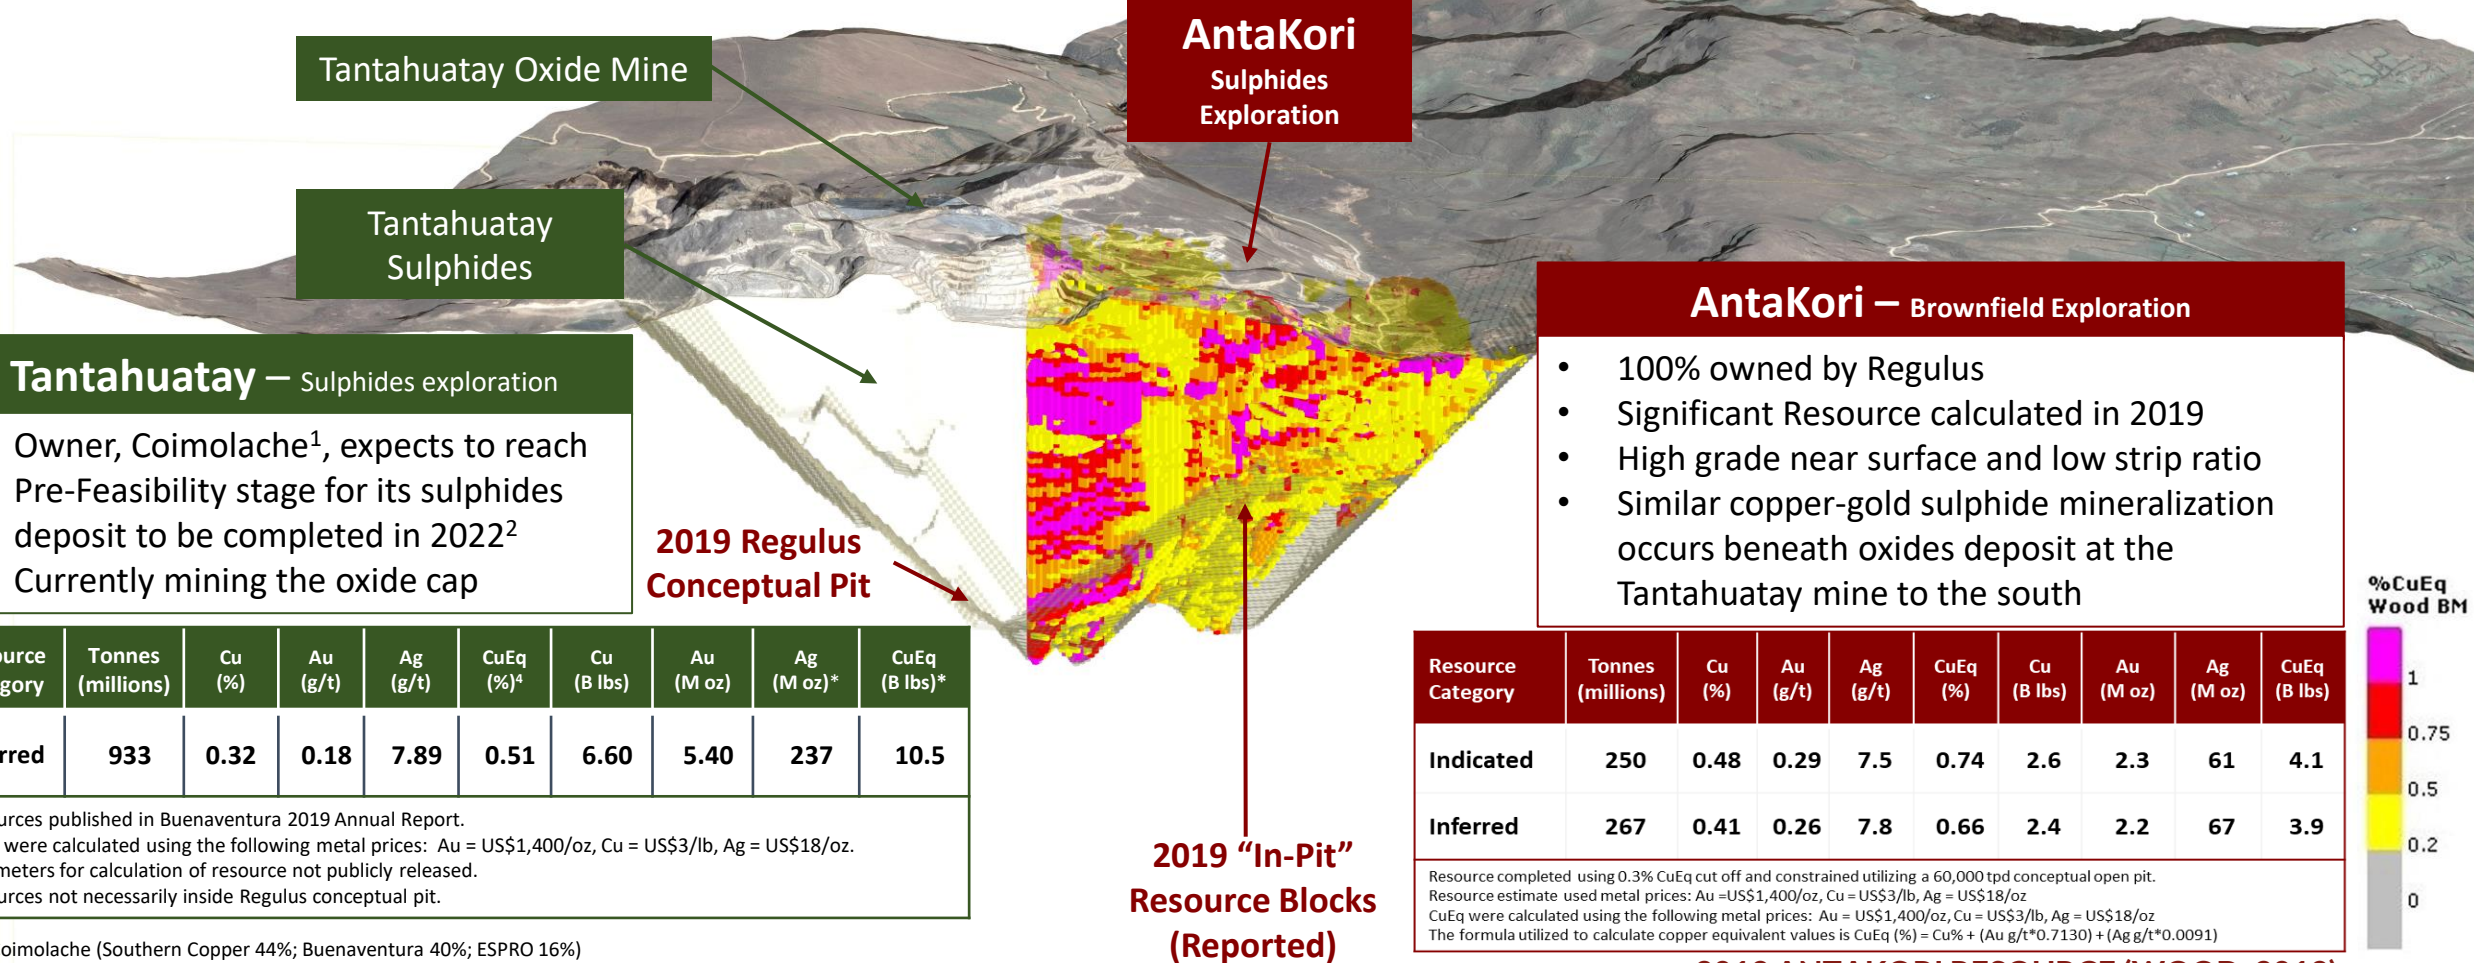 Tantahuatay Oxide Mine
AntaKori
Sulphides
Exploration
Tantahuatay
Sulphides
Tantahuatay – Sulphides exploration
Owner, Coimolache1, expects to reach
Pre-Feasibility stage for its sulphides
deposit to be completed in 20222
Currently mining the oxide cap
2019 Regulus
Conceptual Pit
AntaKori – Brownfield Exploration
• 100% owned by Regulus
• Significant Resource calculated in 2019
• High grade near surface and low strip ratio
• Similar copper-gold sulphide mineralization
occurs beneath oxides deposit at the
Tantahuatay mine to the south
%CuEq
Wood BM
1
0.75
0.5
0.2
0
Tonnes (millions) Cu (%) Au (g/t) Ag (g/t) CuEq (%)4 Cu (B lbs) Au (M oz) Ag (M oz)* CuEq (B lbs)*
933 0.32 0.18 7.89 0.51 6.60 5.40 237 10.5
published in Buenaventura 2019 Annual Report.
were calculated using the following metal prices: Au = US$1,400/oz, Cu = US$3/lb, Ag = US$18/oz.
for calculation of resource not publicly released.
not necessarily inside Regulus conceptual pit.
(Southern Copper 44%; Buenaventura 40%; ESPRO 16%)
2019 “In-Pit”
Resource Blocks
(Reported)
Resource Category Tonnes (millions) Cu (%) Au (g/t) Ag (g/t) CuEq (%) Cu (B lbs) Au (M oz) Ag (M oz) CuEq (B lbs)
Indicated 250 0.48 0.29 7.5 0.74 2.6 2.3 61 4.1
Inferred 267 0.41 0.26 7.8 0.66 2.4 2.2 67 3.9
Resource completed using 0.3% CuEq cut off and constrained utilizing a 60,000 tpd conceptual open pit.
Resource estimate used metal prices: Au =US$1,400/oz, Cu = US$3/lb, Ag = US$18/oz
CuEq were calculated using the following metal prices: Au = US$1,400/oz, Cu = US$3/lb, Ag = US$18/oz
The formula utilized to calculate copper equivalent values is CuEq (%) = Cu% + (Au g/t*0.7130) + (Ag g/t*0.0091)